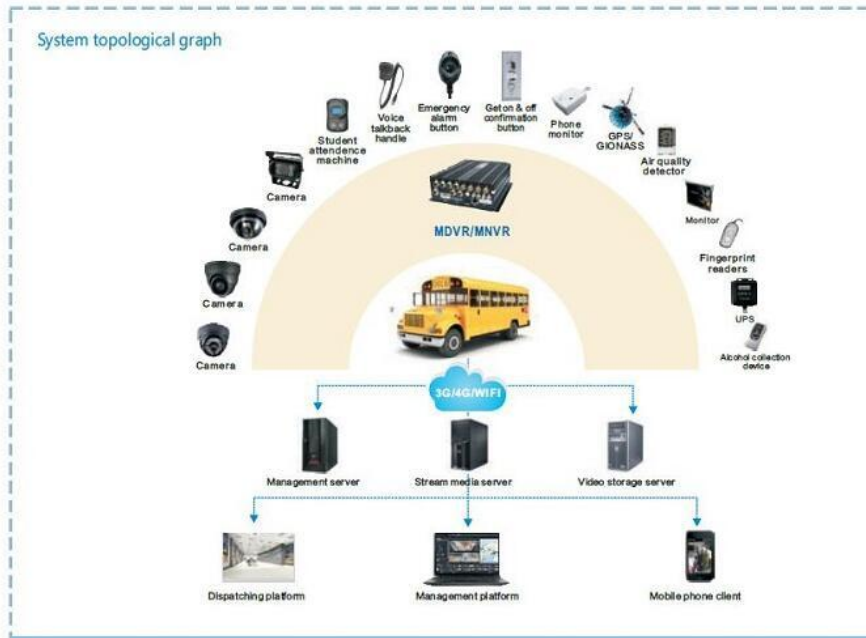 System topological graph
Emergency
alarm
button
Get on & off
confirmation
button
Voice
talkback
handle
Phone
monitor
GPS/
GIONASS
Student
attendence
machine
Air quality
detector
Camera
Monitor
MDVR/MNVR
Camera
Fingerprint
readers
Camera
UPS
Camera
Alcohol collection
device
3G/4G/WIFI
Management server
Stream media server
Video storage server
Dispatching platform
Management platform
Mobile phone client